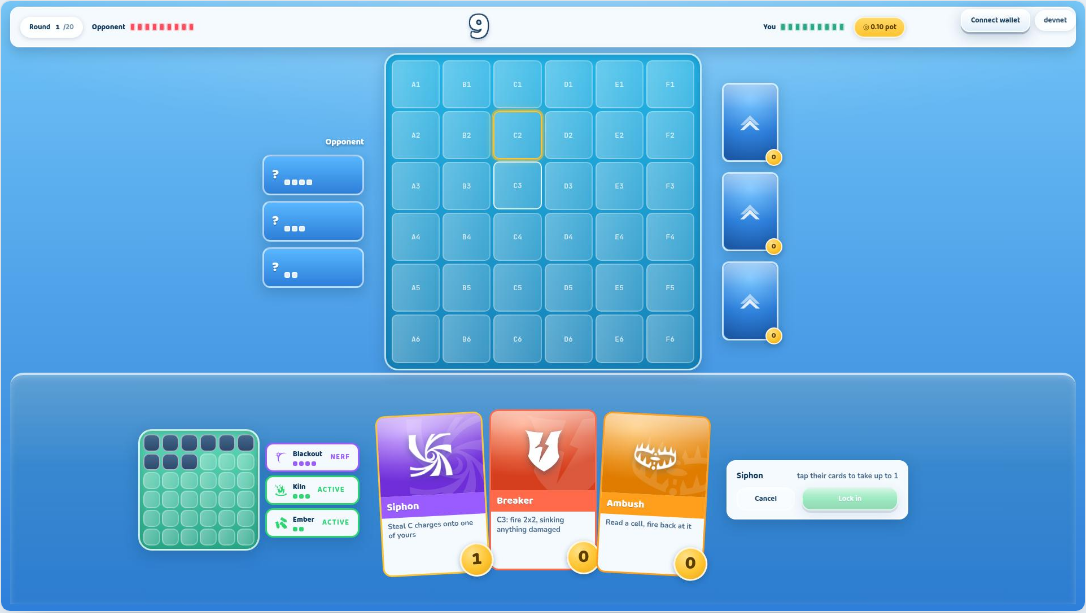 Round 1 /20
Opponent
9
You
0.10 pot
Connect wallet
devnet
A1 B1 C1 D1 E1 F1
A2 B2 C2 D2 E2 F2
A3 B3 C3 D3 E3 F3
A4 B4 C4 D4 E4 F4
A5 B5 C5 D5 E5 F5
A6 B6 C6 D6 E6 F6
Opponent
?
?
?
0
0
0
Blackout NERF
Kiln ACTIVE
Ember ACTIVE
Siphon
Steal C charges onto one
of yours
1
Breaker
C3: fire 2x2, sinking
anything damaged
0
Ambush
Read a cell, fire back at it
0
Siphon tap their cards to take up to 1
Cancel Lock in